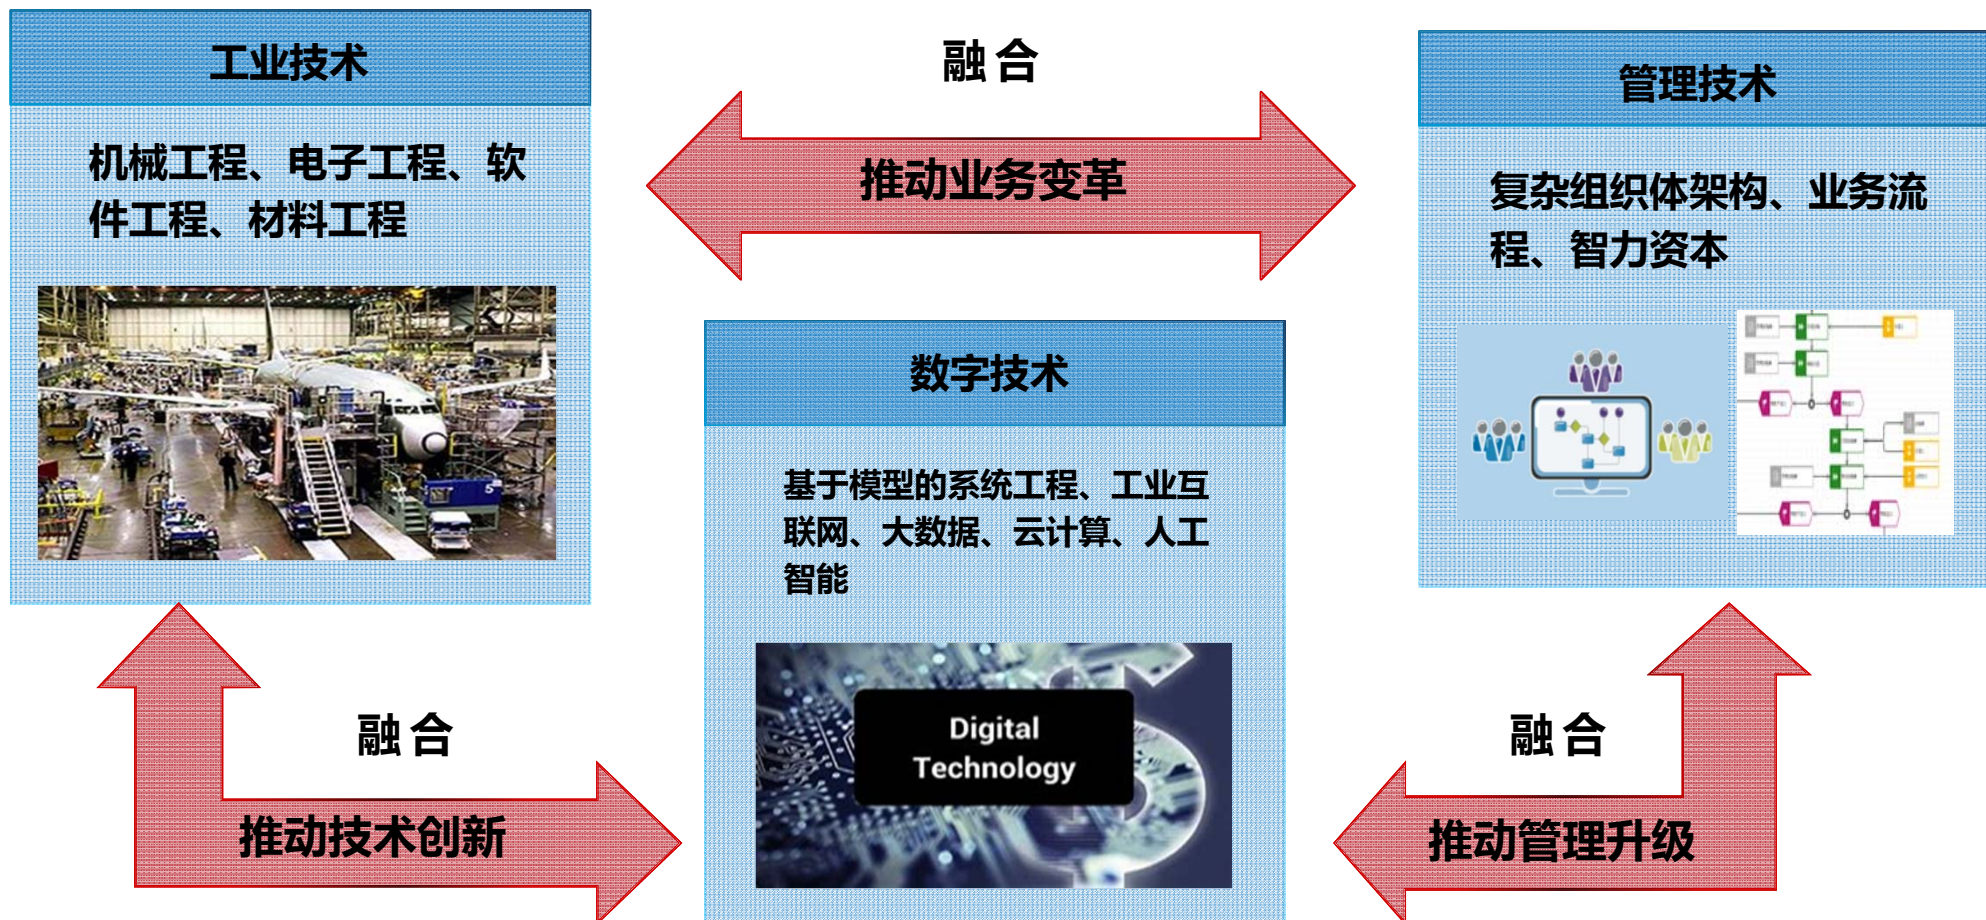 工业技术
机械工程、电子工程、软
件工程、材料工程
融合
推动业务变革
管理技术
复杂组织体架构、业务流
程、智力资本
数字技术
基于模型的系统工程、工业互
联网、大数据、云计算、人工
智能
Digital
Technology
融合
推动技术创新
融合
推动管理升级